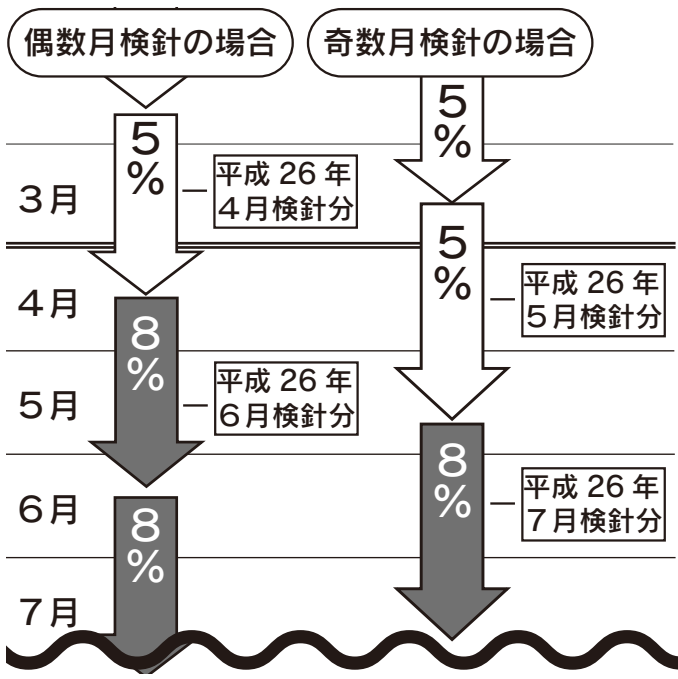 偶数月検針の場合
奇数月検針の場合
5
%
5
%
3月
平成 26 年
4月検針分
5
%
4月
8
%
平成 26 年
5月検針分
5月
平成 26 年
6月検針分
8
%
6月
8
%
平成 26 年
7月検針分
7月